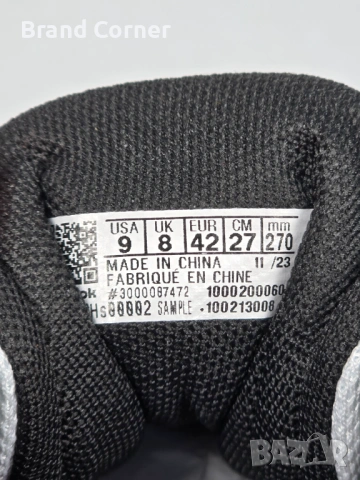 Brand Corner
USA UK EUR CM mm
9 8 42 27 270
MADE IN CHINA 11/23
FABRIQUÉ EN CHINE
#3000087472 1000200060
SAMPLE -100213008
BAZAR